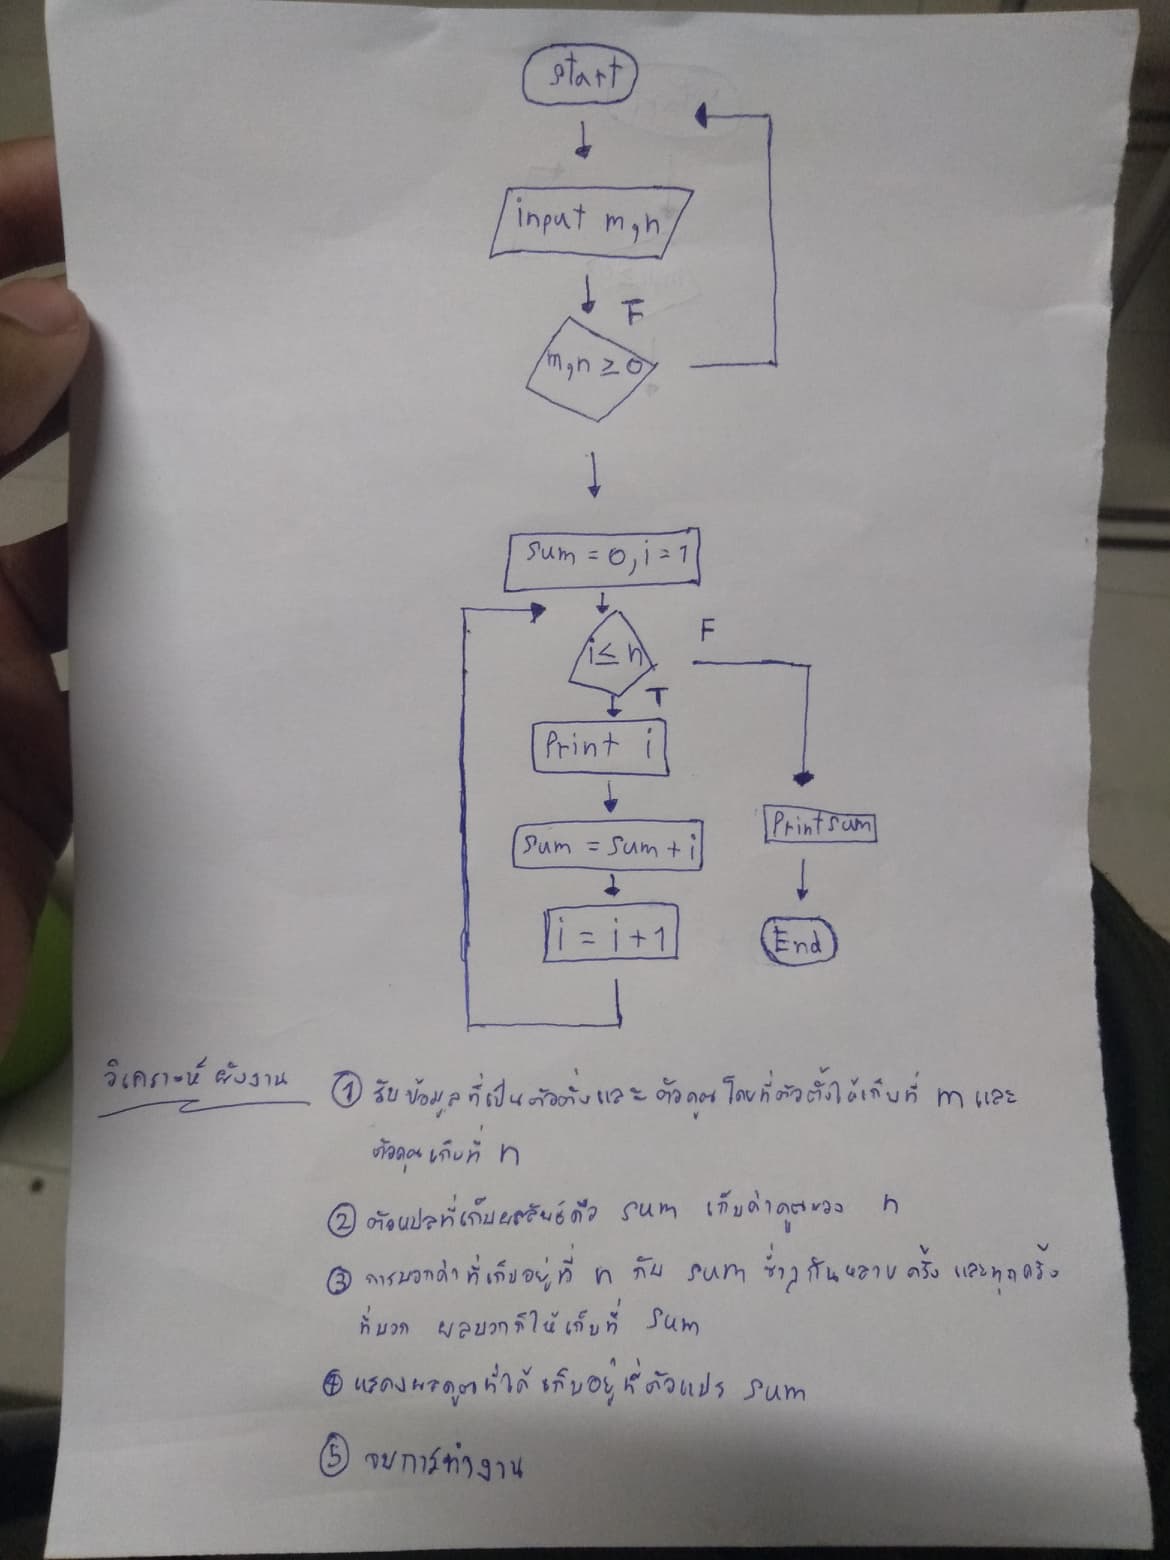 start
input m,n
F
m,n ≥ 0
sum = 0, i = 1
i ≤ n
F
T
Print i
sum = sum + i
Print sum
i = i + 1
End
วิเคราะห์ ผังงาน
① รับข้อมูลที่เป็นตัวตั้งและ ตัวคูณ โดยที่ตัวตั้งให้เก็บที่ m และ
ตัวคูณ เก็บที่ n
② ตัวแปลที่เก็บผลลัพธ์คือ sum เก็บค่าคูณของ n
③ การบวกค่าที่เก็บอยู่ที่ n กับ sum ซ้ำๆ กันหลายครั้ง และทุกครั้ง
ที่บวก ผลบวกก็ให้เก็บที่ sum
④ แสดงผลคูณที่ได้ เก็บอยู่ที่ตัวแปร sum
⑤ จบการทำงาน